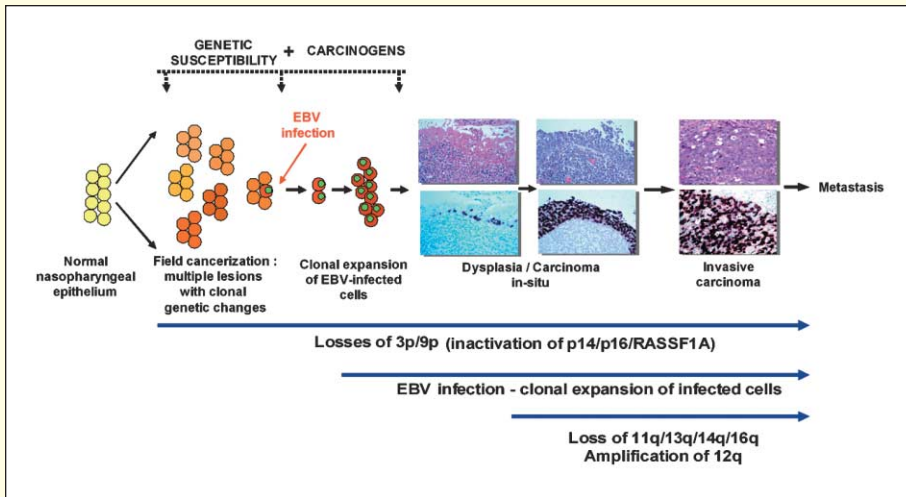 GENETIC
SUSCEPTIBILITY + CARCINOGENS
EBV
infection
Metastasis
Normal
nasopharyngeal
epithelium
Field cancerization :
multiple lesions
with clonal
genetic changes
Clonal expansion
of EBV-infected
cells
Dysplasia / Carcinoma
in-situ
Invasive
carcinoma
Losses of 3p/9p (inactivation of p14/p16/RASSF1A)
EBV infection - clonal expansion of infected cells
Loss of 11q/13q/14q/16q
Amplification of 12q